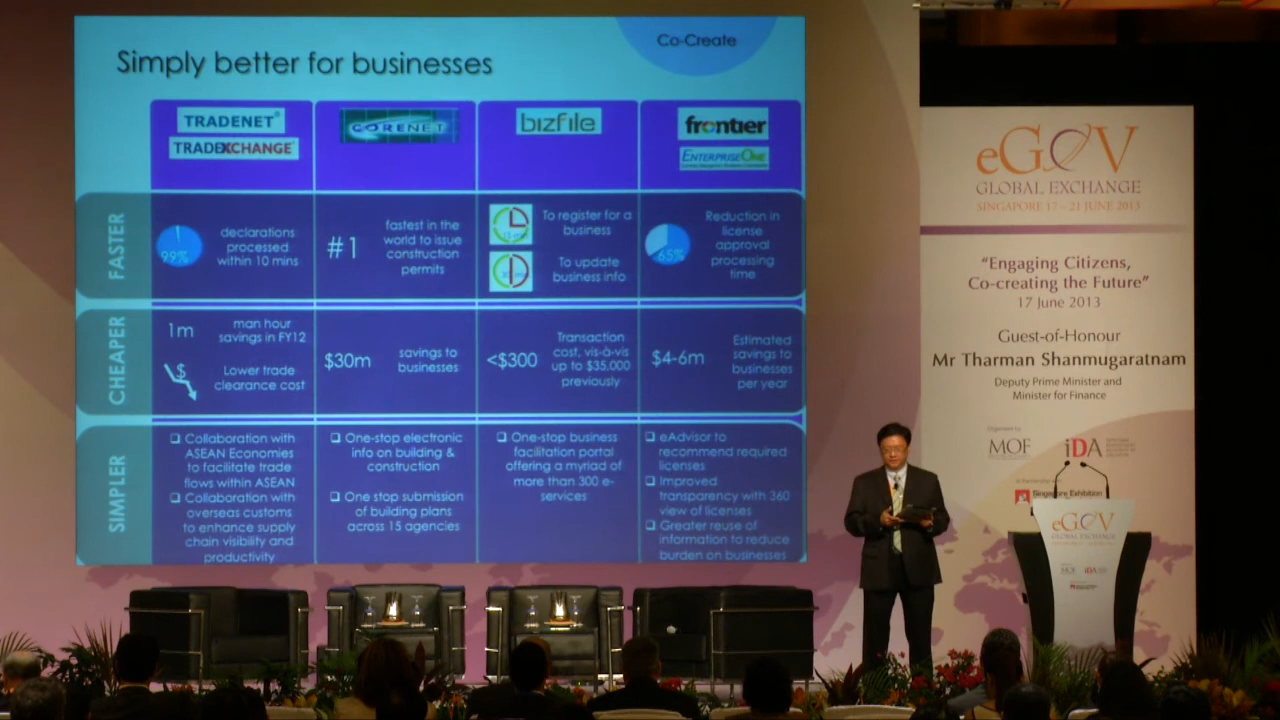 Co-Create
Simply better for businesses
TRADENET®
TRADEXCHANGE™
CORENET
bizfile
frontier
ENTERPRISEONE
FASTER
99%
declarations
processed
within 10 mins
#1
fastest in the
world to issue
construction
permits
To register for a
business
To update
business info
65%
Reduction in
license
approval
processing
time
CHEAPER
1m
man hour
savings in FY12
$
Lower trade
clearance cost
$30m
savings to
businesses
<$300
Transaction
cost, vis-à-vis
up to $35,000
previously
$4-6m
Estimated
savings to
businesses
per year
SIMPLER
❑ Collaboration with
ASEAN Economies
to facilitate trade
flows within ASEAN
❑ Collaboration with
overseas customs
to enhance supply
chain visibility and
productivity
❑ One-stop electronic
info on building &
construction
❑ One stop submission
of building plans
across 15 agencies
❑ One-stop business
facilitation portal
offering a myriad of
more than 300 e-
services
❑ eAdvisor to
recommend required
licenses
❑ Improved
transparency with 360
view of licenses
❑ Greater reuse of
information to reduce
burden on businesses
eGOV
GLOBAL EXCHANGE
SINGAPORE 17 – 21 JUNE 2013
“Engaging Citizens,
Co-creating the Future”
17 June 2013
Guest-of-Honour
Mr Tharman Shanmugaratnam
Deputy Prime Minister and
Minister for Finance
Organised by
MOF
iDA
Singapore Exhibition
eGOV
GLOBAL EXCHANGE
MOF
iDA